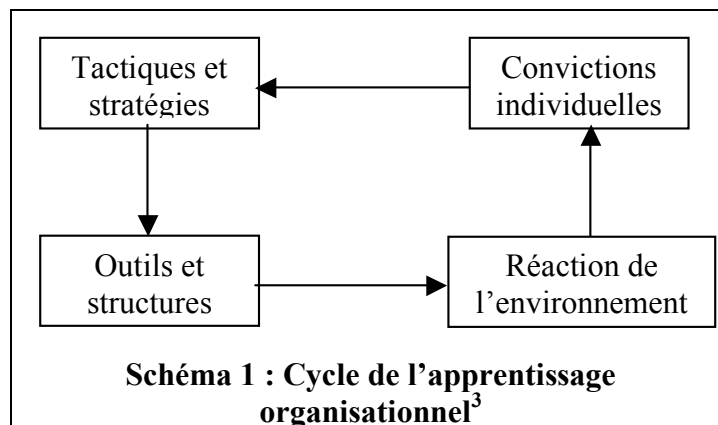 Tactiques et
stratégies
Convictions
individuelles
Outils et
structures
Réaction de
l’environnement
Schéma 1 : Cycle de l’apprentissage
organisationnel³